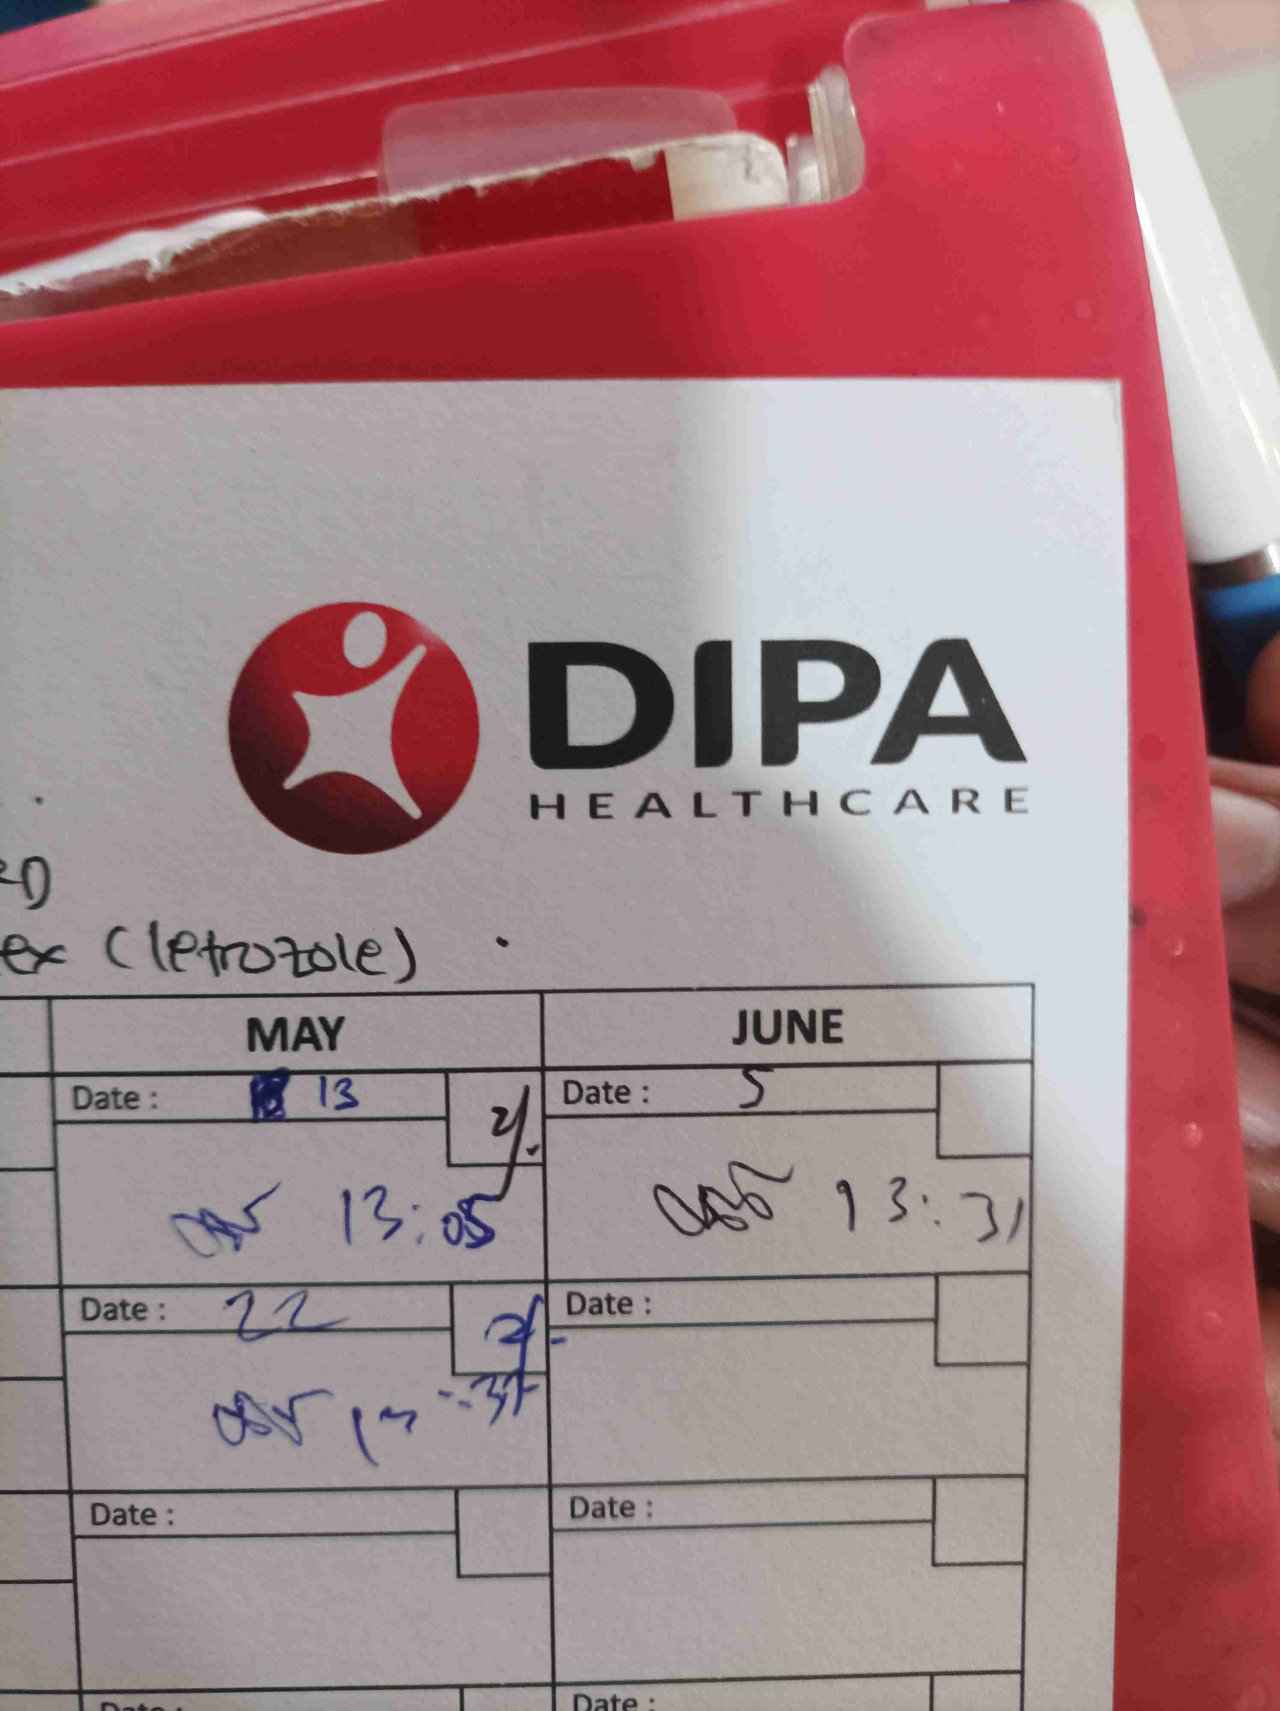 DIPA
HEALTHCARE
ex (letrozole) .
MAY JUNE
Date : 13 Date : 5
13:05 13:31
Date : 22 Date :
Date : Date :
Date : Date :